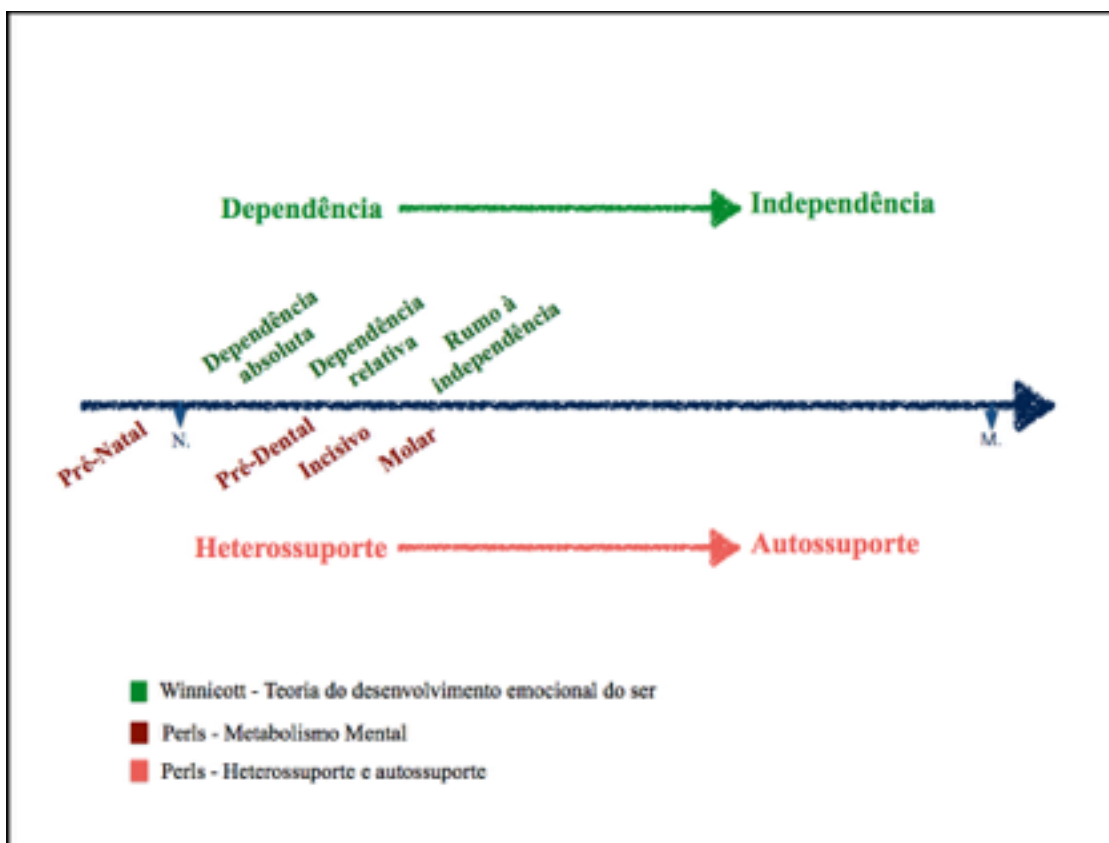 Dependência
Independência
Dependência
absoluta
Dependência
relativa
Rumo à
independência
Pré-Natal
N.
Pré-Dental
Incisivo
Molar
M.
Heterossuporte
Autossuporte
Winnicott - Teoria do desenvolvimento emocional do ser
Perls - Metabolismo Mental
Perls - Heterossuporte e autossuporte